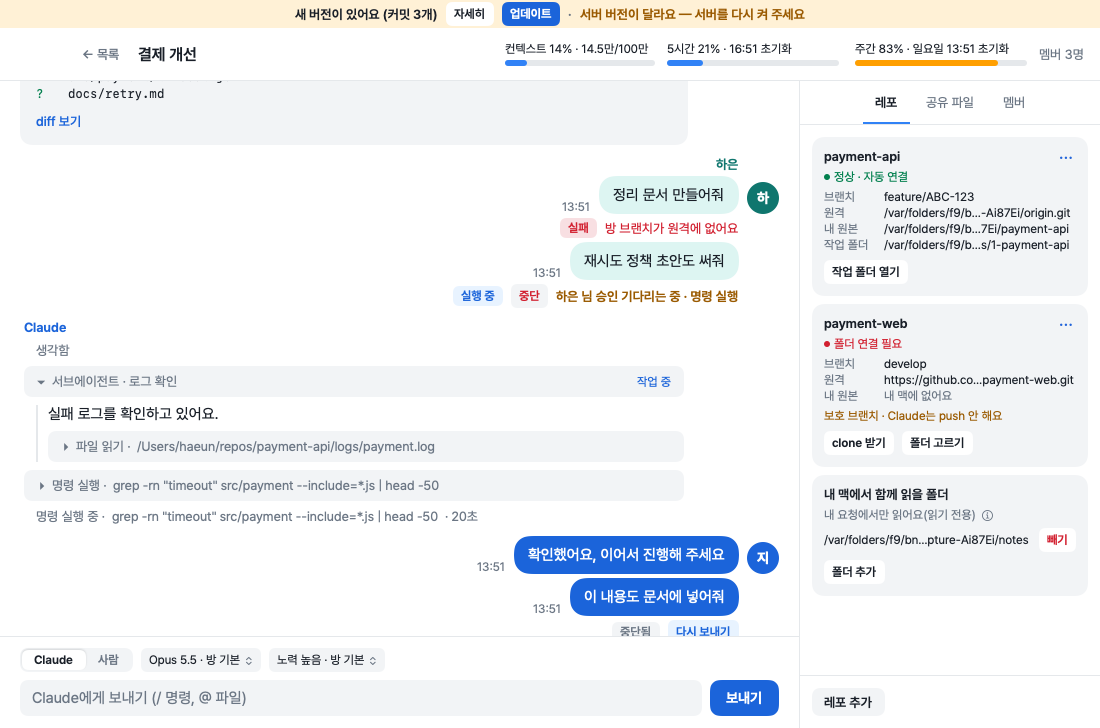 새 버전이 있어요 (커밋 3개) 자세히 업데이트 · 서버 버전이 달라요 — 서버를 다시 켜 주세요
← 목록 결제 개선
컨텍스트 14% · 14.5만/100만
5시간 21% · 16:51 초기화
주간 83% · 일요일 13:51 초기화
멤버 3명
? docs/retry.md
diff 보기
하은
정리 문서 만들어줘
하
13:51
실패 방 브랜치가 원격에 없어요
재시도 정책 초안도 써줘
13:51
실행 중 중단 하은 님 승인 기다리는 중 · 명령 실행
Claude
생각함
서브에이전트 · 로그 확인 작업 중
실패 로그를 확인하고 있어요.
파일 읽기 · /Users/haeun/repos/payment-api/logs/payment.log
명령 실행 · grep -rn "timeout" src/payment --include=*.js | head -50
명령 실행 중 · grep -rn "timeout" src/payment --include=*.js | head -50 · 20초
확인했어요, 이어서 진행해 주세요
지
13:51
이 내용도 문서에 넣어줘
13:51
중단됨 다시 보내기
Claude 사람 Opus 5.5 · 방 기본 노력 높음 · 방 기본
Claude에게 보내기 (/ 명령, @ 파일)
보내기
레포 공유 파일 멤버
payment-api ...
정상 · 자동 연결
브랜치 feature/ABC-123
원격 /var/folders/f9/b...-Ai87Ei/origin.git
내 원본 /var/folders/f9/b...7Ei/payment-api
작업 폴더 /var/folders/f9/b...s/1-payment-api
작업 폴더 열기
payment-web ...
폴더 연결 필요
브랜치 develop
원격 https://github.co...payment-web.git
내 원본 내 맥에 없어요
보호 브랜치 · Claude는 push 안 해요
clone 받기 폴더 고르기
내 맥에서 함께 읽을 폴더
내 요청에서만 읽어요(읽기 전용) ⓘ
/var/folders/f9/bn...pture-Ai87Ei/notes 빼기
폴더 추가
레포 추가